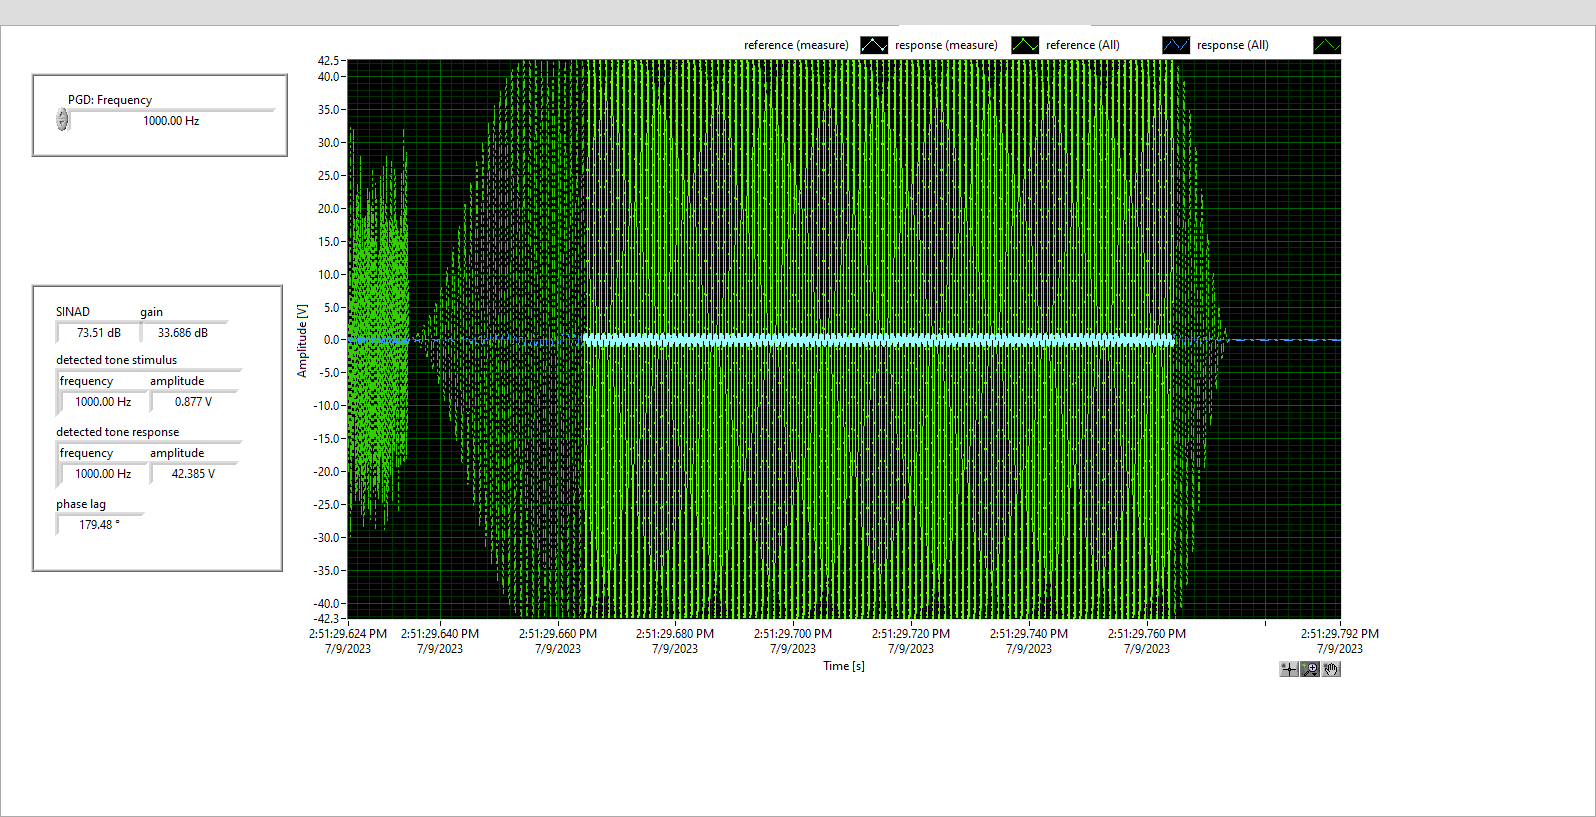 reference (measure) response (measure) reference (All) response (All)
PGD: Frequency
1000.00 Hz
SINAD gain
73.51 dB 33.686 dB
detected tone stimulus
frequency amplitude
1000.00 Hz 0.877 V
detected tone response
frequency amplitude
1000.00 Hz 42.385 V
phase lag
179.48 °
Amplitude [V]
42.5
40.0
35.0
30.0
25.0
20.0
15.0
10.0
5.0
0.0
-5.0
-10.0
-15.0
-20.0
-25.0
-30.0
-35.0
-40.0
-42.3
2:51:29.624 PM 2:51:29.640 PM 2:51:29.660 PM 2:51:29.680 PM 2:51:29.700 PM 2:51:29.720 PM 2:51:29.740 PM 2:51:29.760 PM 2:51:29.792 PM
7/9/2023 7/9/2023 7/9/2023 7/9/2023 7/9/2023 7/9/2023 7/9/2023 7/9/2023 7/9/2023
Time [s]